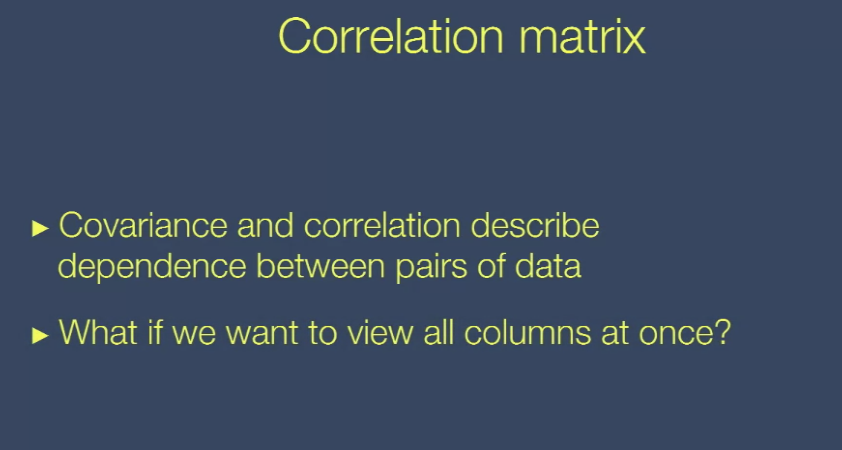 Correlation matrix
▸ Covariance and correlation describe
dependence between pairs of data
▸ What if we want to view all columns at once?